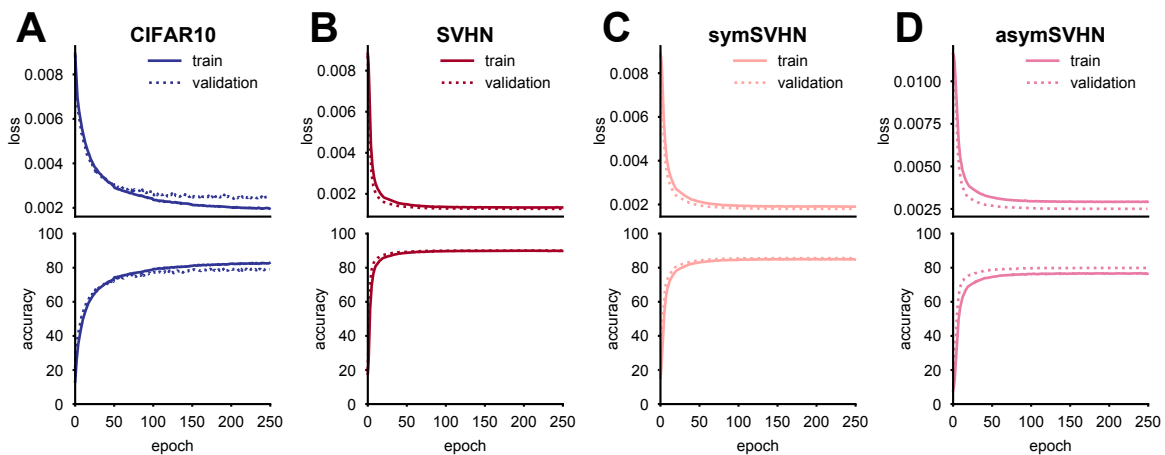 A
CIFAR10
train
validation
loss
0.008
0.006
0.004
0.002
accuracy
100
80
60
40
20
0
0 50 100 150 200 250
epoch
B
SVHN
train
validation
loss
0.008
0.006
0.004
0.002
accuracy
100
80
60
40
20
0
0 50 100 150 200 250
epoch
C
symSVHN
train
validation
loss
0.008
0.006
0.004
0.002
accuracy
100
80
60
40
20
0
0 50 100 150 200 250
epoch
D
asymSVHN
train
validation
loss
0.0100
0.0075
0.0050
0.0025
accuracy
100
80
60
40
20
0
0 50 100 150 200 250
epoch